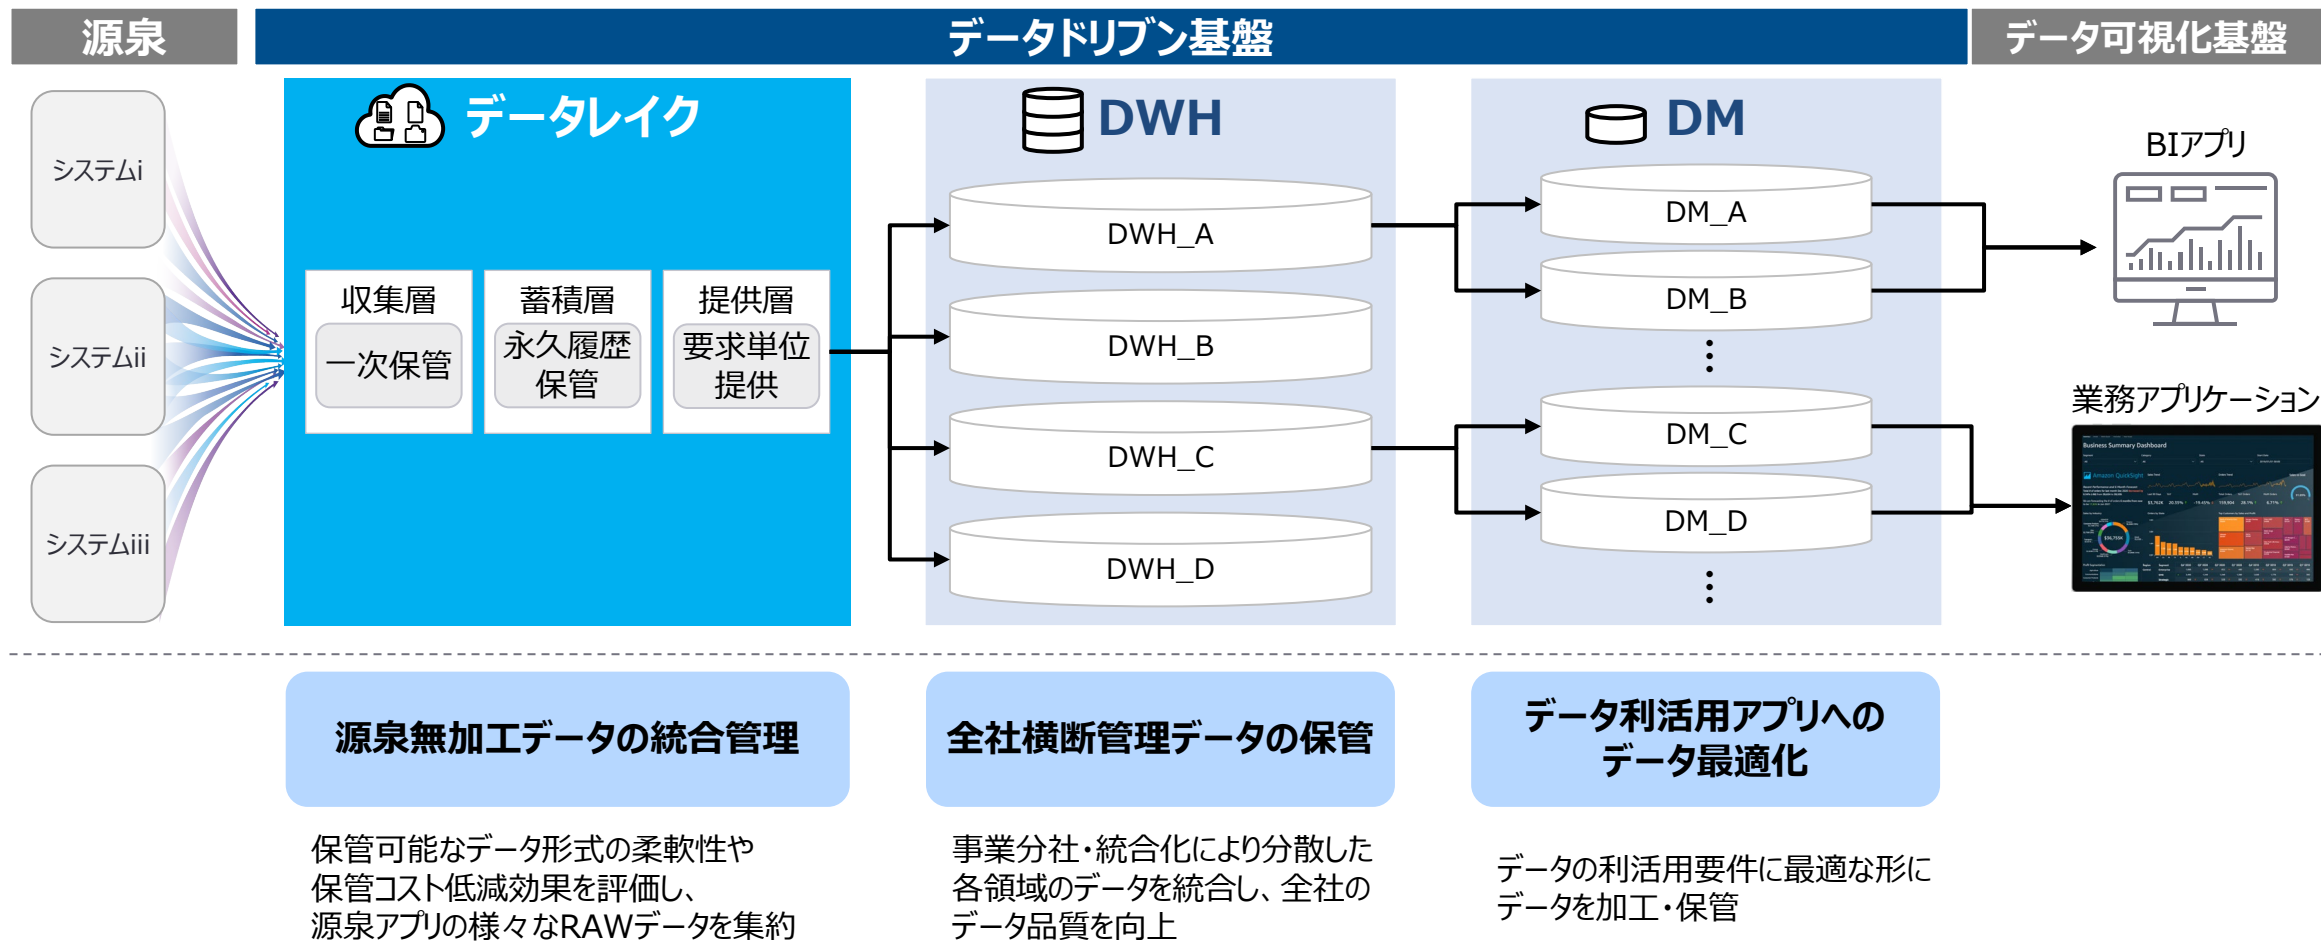 源泉
データドリブン基盤
データ可視化基盤
システムi
システムii
システムiii
データレイク
収集層
一次保管
蓄積層
永久履歴
保管
提供層
要求単位
提供
DWH
DWH_A
DWH_B
DWH_C
DWH_D
DM
DM_A
DM_B
⋮
DM_C
DM_D
⋮
BIアプリ
業務アプリケーション
Business Summary Dashboard
Amazon QuickSight
源泉無加工データの統合管理
全社横断管理データの保管
データ利活用アプリへの
データ最適化
保管可能なデータ形式の柔軟性や
保管コスト低減効果を評価し、
源泉アプリの様々なRAWデータを集約
事業分社・統合化により分散した
各領域のデータを統合し、全社の
データ品質を向上
データの利活用要件に最適な形に
データを加工・保管